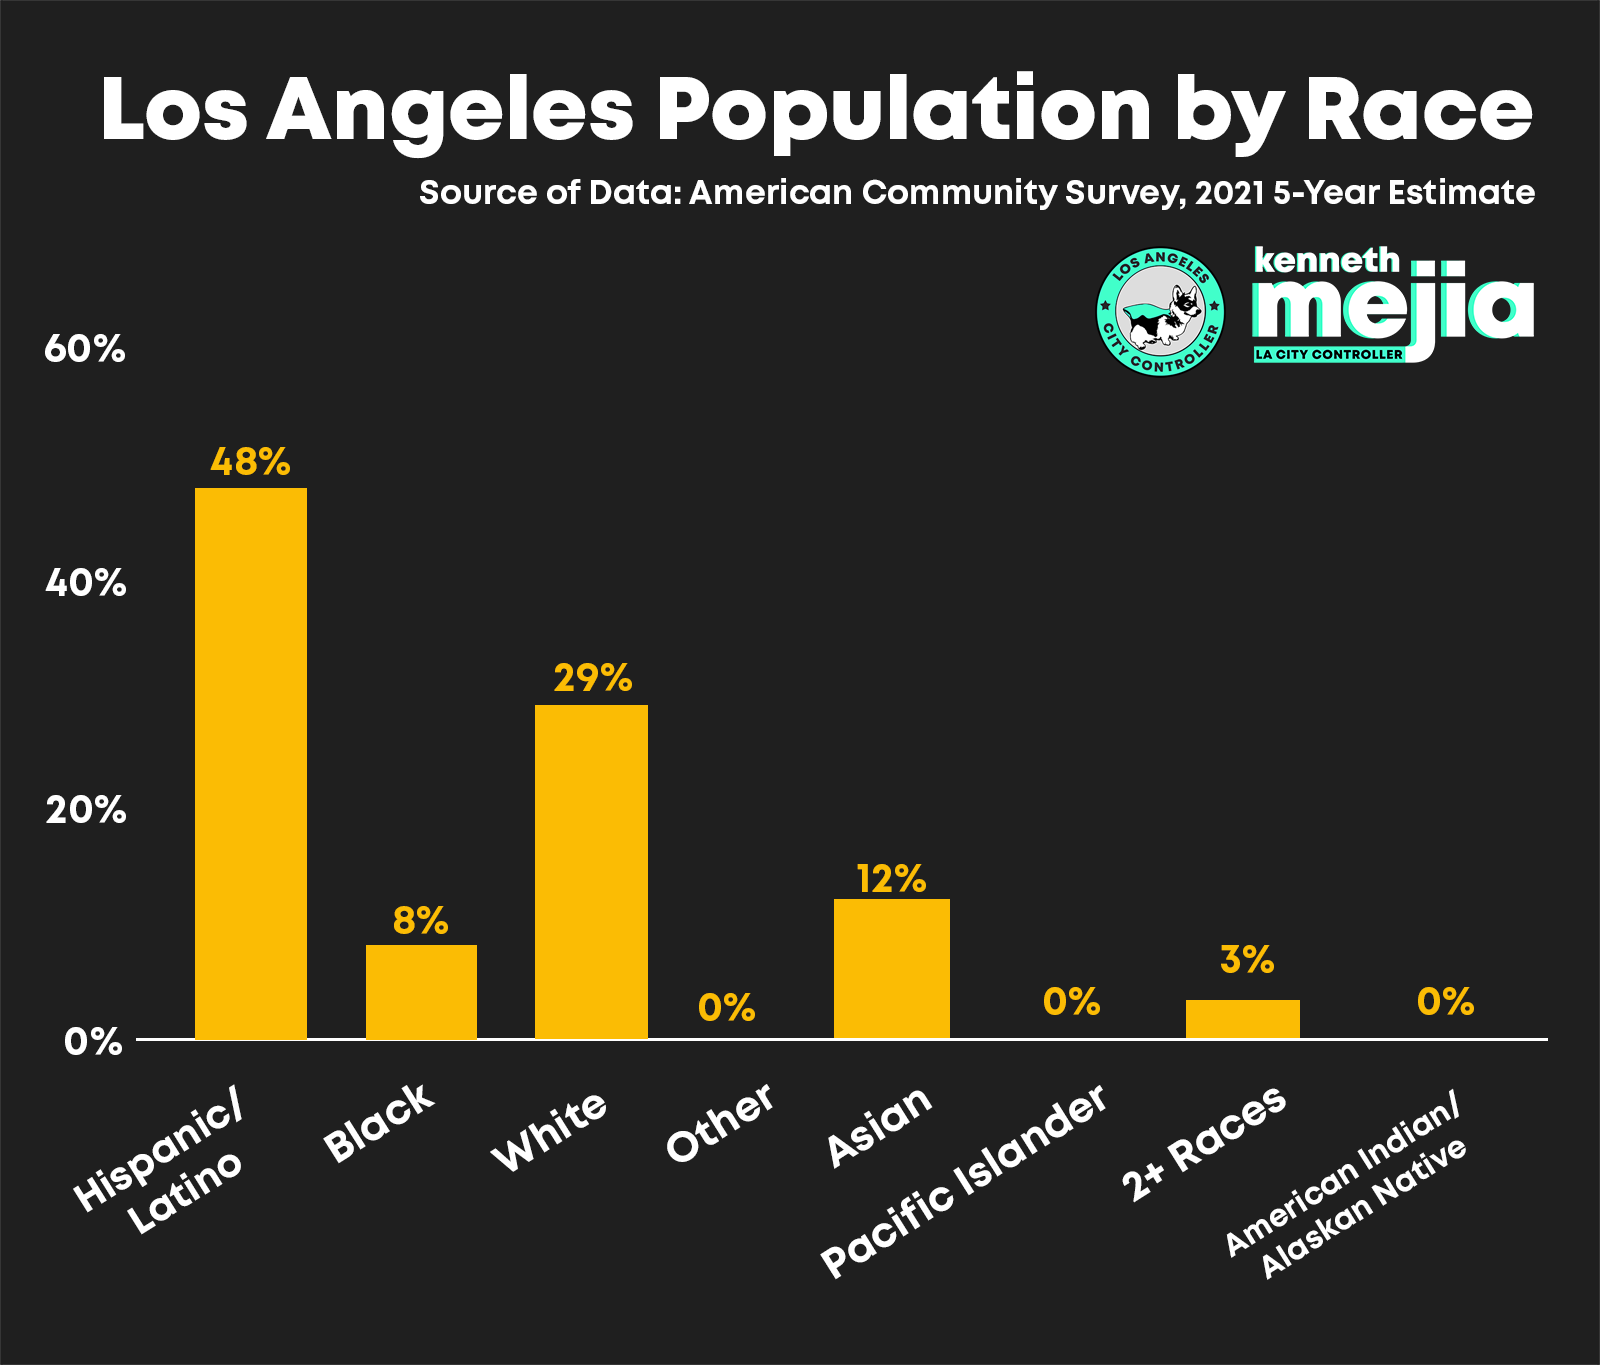 Los Angeles Population by Race
Source of Data: American Community Survey, 2021 5-Year Estimate
LOS ANGELES
CITY CONTROLLER
kenneth
mejia
LA CITY CONTROLLER
60%
40%
20%
0%
48%
8%
29%
0%
12%
0%
3%
0%
Hispanic/
Latino
Black
White
Other
Asian
Pacific Islander
2+ Races
American Indian/
Alaskan Native